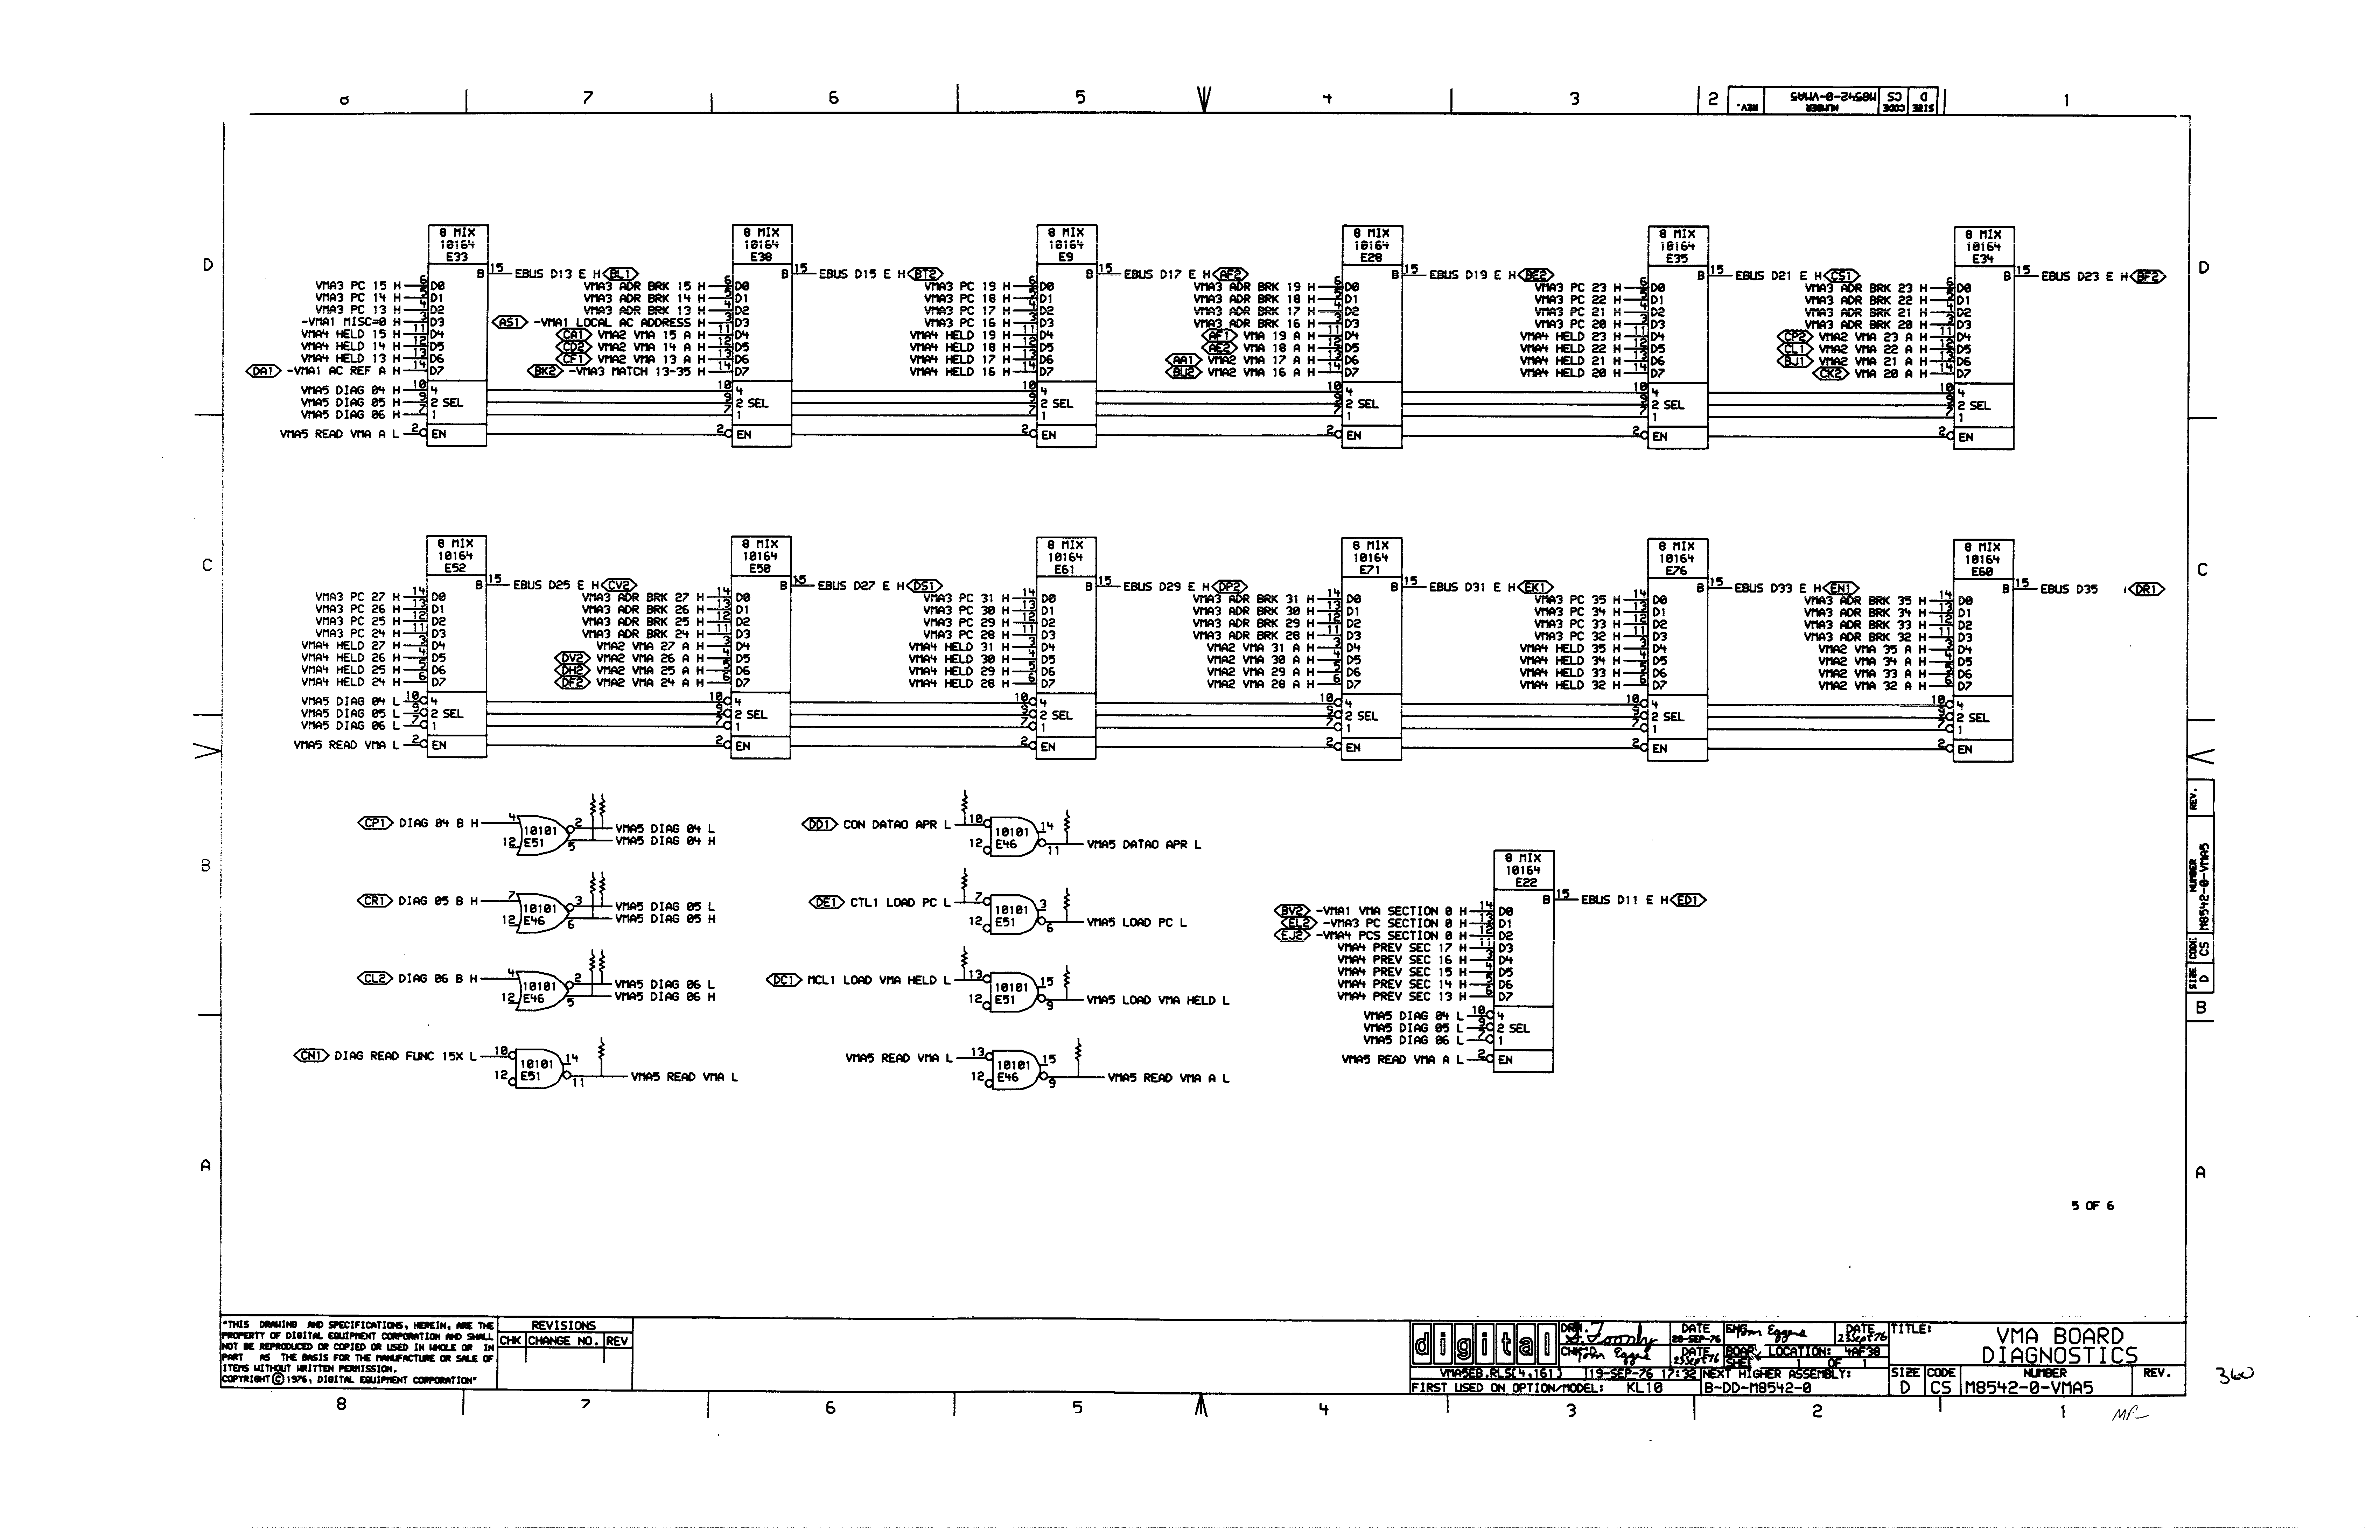 7 6 5 4 3 2 1
SIZE CODE NUMBER REV.
D CS M8542-0-VMA5
D
8 MIX
10164
E33
B 15 EBUS D13 E H BL1
VMA3 PC 15 H 6 D0
VMA3 PC 14 H 5 D1
VMA3 PC 13 H 4 D2
-VMA1 MISC=0 H 3 D3
VMA4 HELD 15 H 11 D4
VMA4 HELD 14 H 12 D5
VMA4 HELD 13 H 13 D6
DA1 -VMA1 AC REF A H 14 D7
VMA5 DIAG 04 H 10 4
VMA5 DIAG 05 H 9 2 SEL
VMA5 DIAG 06 H 7 1
VMA5 READ VMA A L 2 EN
8 MIX
10164
E38
B 15 EBUS D15 E H BT2
VMA3 ADR BRK 15 H 6 D0
VMA3 ADR BRK 14 H 5 D1
VMA3 ADR BRK 13 H 4 D2
AS1 -VMA1 LOCAL AC ADDRESS H 3 D3
CA1 VMA2 VMA 15 A H 11 D4
CD2 VMA2 VMA 14 A H 12 D5
CF1 VMA2 VMA 13 A H 13 D6
BK2 -VMA3 MATCH 13-35 H 14 D7
10 4
9 2 SEL
7 1
2 EN
8 MIX
10164
E9
B 15 EBUS D17 E H AF2
VMA3 PC 19 H 6 D0
VMA3 PC 18 H 5 D1
VMA3 PC 17 H 4 D2
VMA3 PC 16 H 3 D3
VMA4 HELD 19 H 11 D4
VMA4 HELD 18 H 12 D5
VMA4 HELD 17 H 13 D6
VMA4 HELD 16 H 14 D7
10 4
9 2 SEL
7 1
2 EN
8 MIX
10164
E28
B 15 EBUS D19 E H BE2
VMA3 ADR BRK 19 H 6 D0
VMA3 ADR BRK 18 H 5 D1
VMA3 ADR BRK 17 H 4 D2
VMA3 ADR BRK 16 H 3 D3
AF1 VMA 19 A H 11 D4
AE2 VMA 18 A H 12 D5
AA1 VMA2 VMA 17 A H 13 D6
BU2 VMA2 VMA 16 A H 14 D7
10 4
9 2 SEL
7 1
2 EN
8 MIX
10164
E35
B 15 EBUS D21 E H CS1
VMA3 PC 23 H 6 D0
VMA3 PC 22 H 5 D1
VMA3 PC 21 H 4 D2
VMA3 PC 20 H 3 D3
VMA4 HELD 23 H 11 D4
VMA4 HELD 22 H 12 D5
VMA4 HELD 21 H 13 D6
VMA4 HELD 20 H 14 D7
10 4
9 2 SEL
7 1
2 EN
8 MIX
10164
E34
B 15 EBUS D23 E H BF2
VMA3 ADR BRK 23 H 6 D0
VMA3 ADR BRK 22 H 5 D1
VMA3 ADR BRK 21 H 4 D2
VMA3 ADR BRK 20 H 3 D3
CP2 VMA2 VMA 23 A H 11 D4
CL1 VMA2 VMA 22 A H 12 D5
BJ1 VMA2 VMA 21 A H 13 D6
CK2 VMA 20 A H 14 D7
10 4
9 2 SEL
7 1
2 EN
D
C
8 MIX
10164
E52
B 15 EBUS D25 E H CV2
VMA3 PC 27 H 14 D0
VMA3 PC 26 H 13 D1
VMA3 PC 25 H 12 D2
VMA3 PC 24 H 11 D3
VMA4 HELD 27 H 3 D4
VMA4 HELD 26 H 4 D5
VMA4 HELD 25 H 5 D6
VMA4 HELD 24 H 6 D7
VMA5 DIAG 04 L 10 4
VMA5 DIAG 05 L 9 2 SEL
VMA5 DIAG 06 L 7 1
VMA5 READ VMA L 2 EN
8 MIX
10164
E50
B 15 EBUS D27 E H DS1
VMA3 ADR BRK 27 H 14 D0
VMA3 ADR BRK 26 H 13 D1
VMA3 ADR BRK 25 H 12 D2
VMA3 ADR BRK 24 H 11 D3
VMA2 VMA 27 A H 3 D4
DV2 VMA2 VMA 26 A H 4 D5
DH2 VMA2 VMA 25 A H 5 D6
DF2 VMA2 VMA 24 A H 6 D7
10 4
9 2 SEL
7 1
2 EN
8 MIX
10164
E61
B 15 EBUS D29 E H DP2
VMA3 PC 31 H 14 D0
VMA3 PC 30 H 13 D1
VMA3 PC 29 H 12 D2
VMA3 PC 28 H 11 D3
VMA4 HELD 31 H 3 D4
VMA4 HELD 30 H 4 D5
VMA4 HELD 29 H 5 D6
VMA4 HELD 28 H 6 D7
10 4
9 2 SEL
7 1
2 EN
8 MIX
10164
E71
B 15 EBUS D31 E H EK1
VMA3 ADR BRK 31 H 14 D0
VMA3 ADR BRK 30 H 13 D1
VMA3 ADR BRK 29 H 12 D2
VMA3 ADR BRK 28 H 11 D3
VMA2 VMA 31 A H 3 D4
VMA2 VMA 30 A H 4 D5
VMA2 VMA 29 A H 5 D6
VMA2 VMA 28 A H 6 D7
10 4
9 2 SEL
7 1
2 EN
8 MIX
10164
E76
B 15 EBUS D33 E H EN1
VMA3 PC 35 H 14 D0
VMA3 PC 34 H 13 D1
VMA3 PC 33 H 12 D2
VMA3 PC 32 H 11 D3
VMA4 HELD 35 H 3 D4
VMA4 HELD 34 H 4 D5
VMA4 HELD 33 H 5 D6
VMA4 HELD 32 H 6 D7
10 4
9 2 SEL
7 1
2 EN
8 MIX
10164
E60
B 15 EBUS D35 DR1
VMA3 ADR BRK 35 H 14 D0
VMA3 ADR BRK 34 H 13 D1
VMA3 ADR BRK 33 H 12 D2
VMA3 ADR BRK 32 H 11 D3
VMA2 VMA 35 A H 3 D4
VMA2 VMA 34 A H 4 D5
VMA2 VMA 33 A H 5 D6
VMA2 VMA 32 A H 6 D7
10 4
9 2 SEL
7 1
2 EN
C
B
CP1 DIAG 04 B H 4 12 10101 E51 2 5
VMA5 DIAG 04 L
VMA5 DIAG 04 H
CR1 DIAG 05 B H 7 12 10101 E46 3 6
VMA5 DIAG 05 L
VMA5 DIAG 05 H
CL2 DIAG 06 B H 4 12 10101 E46 2 5
VMA5 DIAG 06 L
VMA5 DIAG 06 H
CN1 DIAG READ FUNC 15X L 10 12 10101 E51 14 11
VMA5 READ VMA L
DD1 CON DATAO APR L 10 12 10101 E46 14 11
VMA5 DATAO APR L
DE1 CTL1 LOAD PC L 7 12 10101 E51 3 6
VMA5 LOAD PC L
DC1 MCL1 LOAD VMA HELD L 13 12 10101 E51 15 9
VMA5 LOAD VMA HELD L
VMA5 READ VMA L 13 12 10101 E46 15 9
VMA5 READ VMA A L
8 MIX
10164
E22
B 15 EBUS D11 E H ED1
BV2 -VMA1 VMA SECTION 0 H 14 D0
EL2 -VMA3 PC SECTION 0 H 13 D1
EJ2 -VMA4 PCS SECTION 0 H 12 D2
VMA4 PREV SEC 17 H 11 D3
VMA4 PREV SEC 16 H 3 D4
VMA4 PREV SEC 15 H 4 D5
VMA4 PREV SEC 14 H 5 D6
VMA4 PREV SEC 13 H 6 D7
VMA5 DIAG 04 L 10 4
VMA5 DIAG 05 L 9 2 SEL
VMA5 DIAG 06 L 7 1
VMA5 READ VMA A L 2 EN
SIZE CODE NUMBER REV.
D CS M8542-0-VMA5
B
A
A
5 OF 6
"THIS DRAWING AND SPECIFICATIONS, HEREIN, ARE THE
PROPERTY OF DIGITAL EQUIPMENT CORPORATION AND SHALL
NOT BE REPRODUCED OR COPIED OR USED IN WHOLE OR IN
PART AS THE BASIS FOR THE MANUFACTURE OR SALE OF
ITEMS WITHOUT WRITTEN PERMISSION.
COPYRIGHT © 1976, DIGITAL EQUIPMENT CORPORATION"
REVISIONS
CHK CHANGE NO. REV
digital
DRN. DATE 20-SEP-76
ENG. Tom Eggers DATE 23 Sept 76
CHK'D Tom Eggers DATE 23 Sept 76
BOARD LOCATION: 4AF38
SHEET 1 OF 1
VMA5EB.RLS[4,161] 19-SEP-76 17:32
NEXT HIGHER ASSEMBLY:
FIRST USED ON OPTION/MODEL: KL10
B-DD-M8542-0
TITLE:
VMA BOARD
DIAGNOSTICS
SIZE CODE NUMBER REV.
D CS M8542-0-VMA5
360
8 7 6 5 4 3 2 1